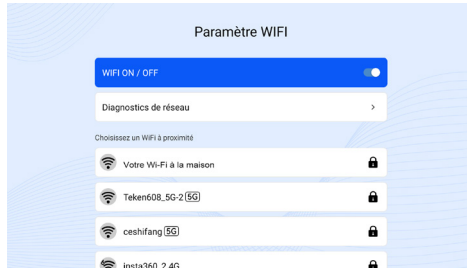 Paramètre WIFI
WIFI ON / OFF
Diagnostics de réseau
Choisissez un WiFi à proximité
Votre Wi-Fi à la maison
Teken608_5G-2 5G
ceshifang 5G
insta360_2.4G